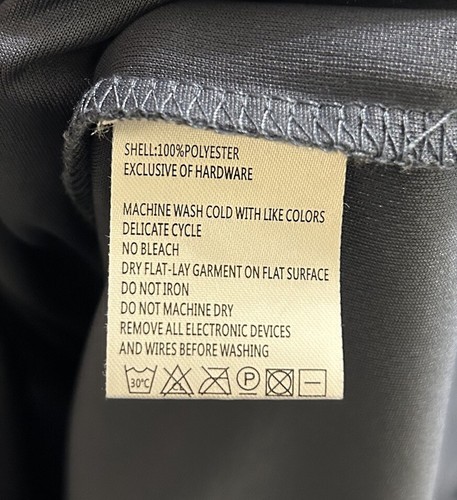 SHELL:100%POLYESTER
EXCLUSIVE OF HARDWARE
MACHINE WASH COLD WITH LIKE COLORS
DELICATE CYCLE
NO BLEACH
DRY FLAT-LAY GARMENT ON FLAT SURFACE
DO NOT IRON
DO NOT MACHINE DRY
REMOVE ALL ELECTRONIC DEVICES
AND WIRES BEFORE WASHING
30°C P